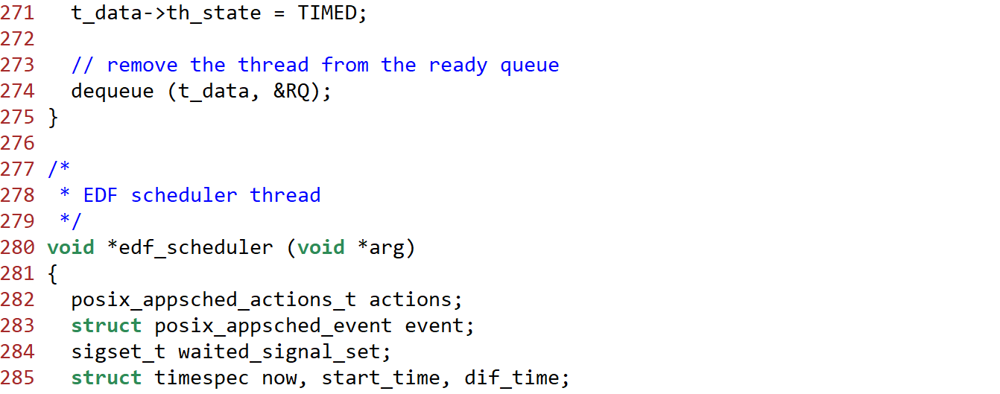 271   t_data->th_state = TIMED;
272
273   // remove the thread from the ready queue
274   dequeue (t_data, &RQ);
275 }
276
277 /*
278  * EDF scheduler thread
279  */
280 void *edf_scheduler (void *arg)
281 {
282   posix_appsched_actions_t actions;
283   struct posix_appsched_event event;
284   sigset_t waited_signal_set;
285   struct timespec now, start_time, dif_time;